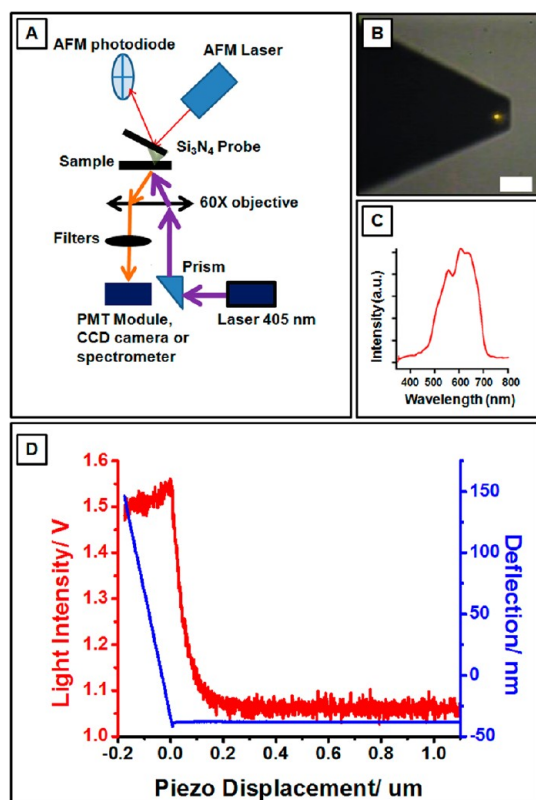 A
AFM photodiode
AFM Laser
Si₃N₄ Probe
Sample
60X objective
Filters
Prism
PMT Module,
CCD camera or
spectrometer
Laser 405 nm
B
C
Intensity (a.u.)
400 500 600 700 800
Wavelength (nm)
D
Light Intensity/ V
1.6
1.5
1.4
1.3
1.2
1.1
1.0
-0.2 0.0 0.2 0.4 0.6 0.8 1.0
Piezo Displacement/ um
150
100
50
0
-50
Deflection/ nm